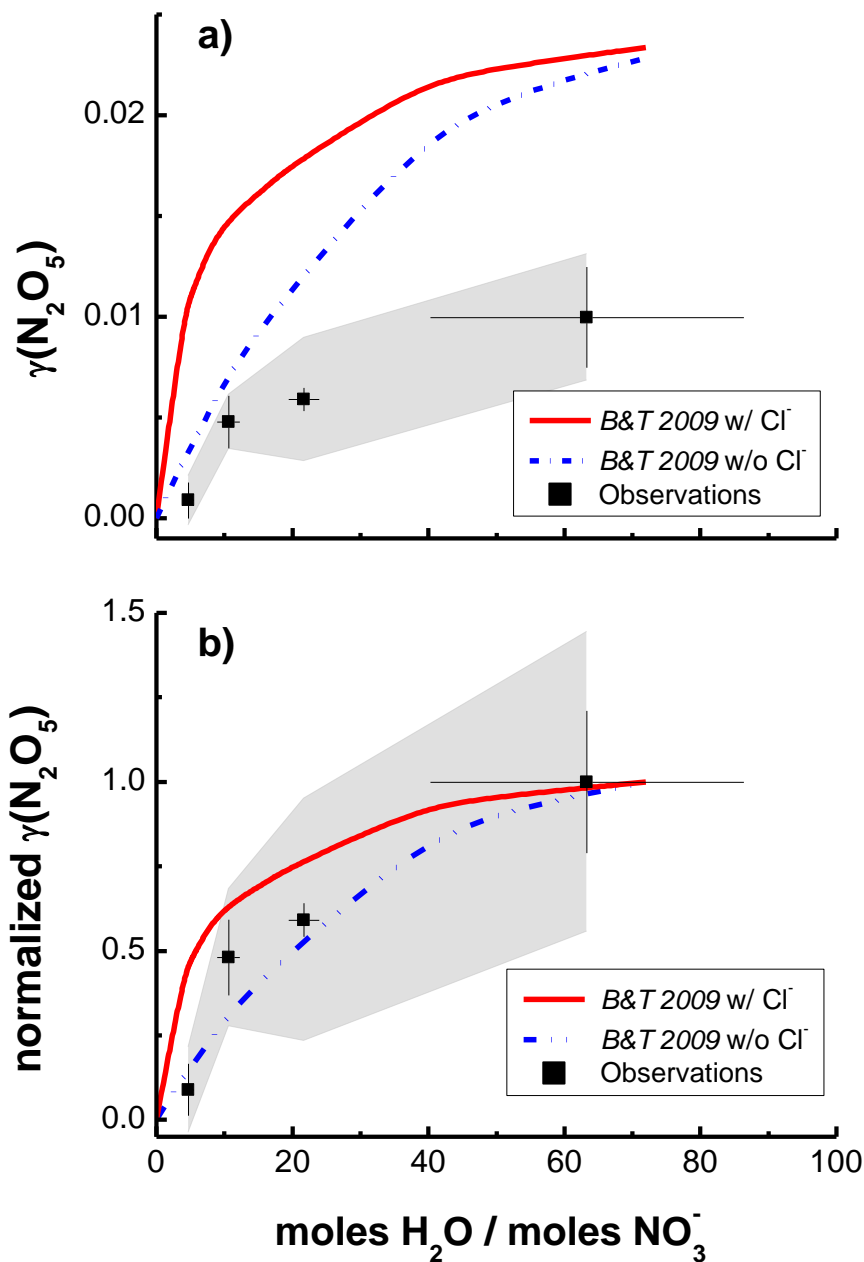 a)
0.02
0.01
0.00
γ(N₂O₅)
B&T 2009 w/ Cl⁻
B&T 2009 w/o Cl⁻
Observations
b)
1.5
1.0
0.5
0.0
normalized γ(N₂O₅)
B&T 2009 w/ Cl⁻
B&T 2009 w/o Cl⁻
Observations
0 20 40 60 80 100
moles H₂O / moles NO₃⁻